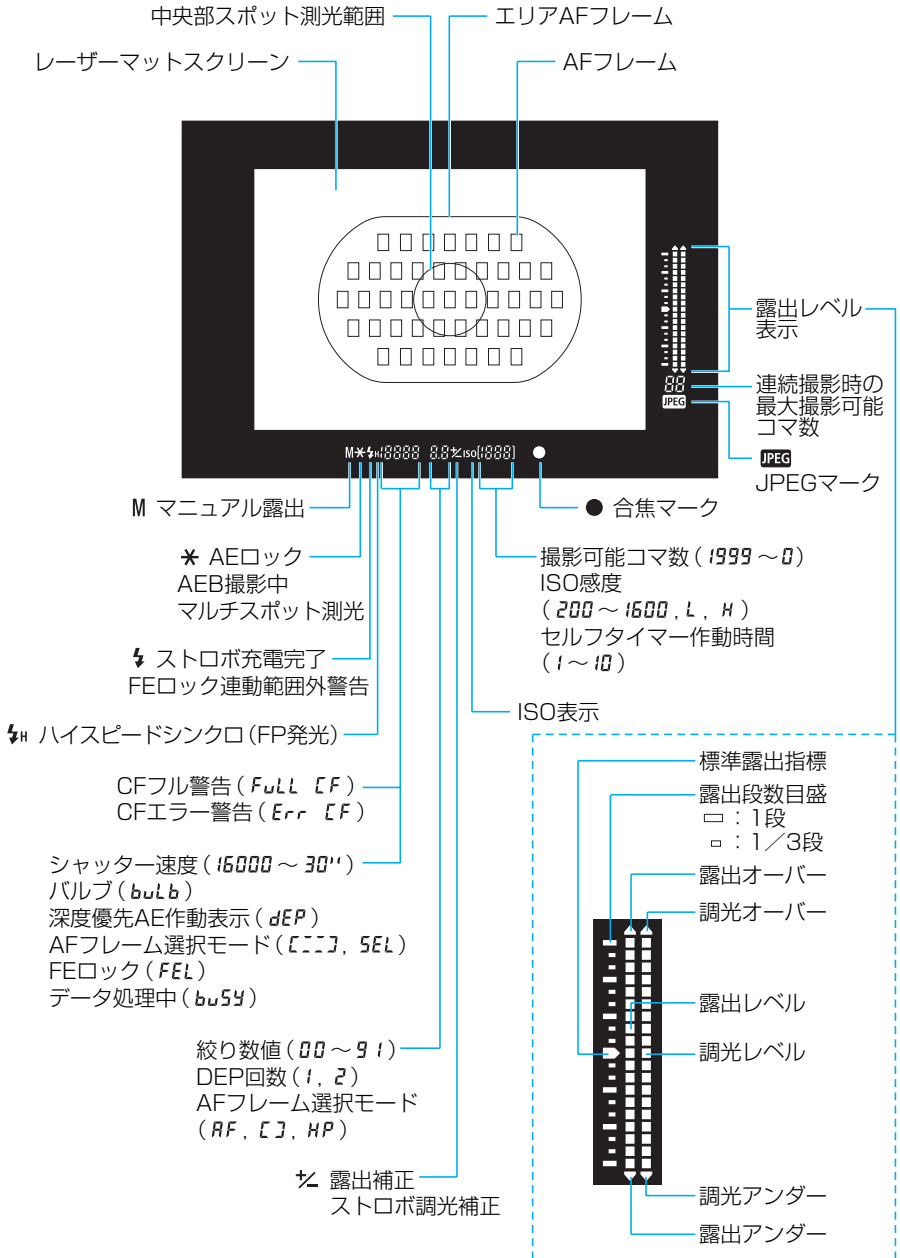 中央部スポット測光範囲
エリアAFフレーム
レーザーマットスクリーン
AFフレーム
露出レベル
表示
88
連続撮影時の
最大撮影可能
コマ数
JPEG
JPEG
JPEGマーク
M*H18888 8.8 ISO[1888]
M マニュアル露出
● 合焦マーク
* AEロック
AEB撮影中
マルチスポット測光
撮影可能コマ数(1999~0)
ISO感度
(200~1600, L, H)
セルフタイマー作動時間
(1~10)
ストロボ充電完了
FEロック連動範囲外警告
ISO表示
H ハイスピードシンクロ(FP発光)
CFフル警告(FuLL CF)
CFエラー警告(Err CF)
シャッター速度(16000~30'')
バルブ(buLb)
深度優先AE作動表示(dEP)
AFフレーム選択モード([---], SEL)
FEロック(FEL)
データ処理中(buSY)
絞り数値(00~91)
DEP回数(1, 2)
AFフレーム選択モード
(AF, [ ], HP)
+/- 露出補正
ストロボ調光補正
標準露出指標
露出段数目盛
:1段
:1/3段
露出オーバー
調光オーバー
露出レベル
調光レベル
調光アンダー
露出アンダー